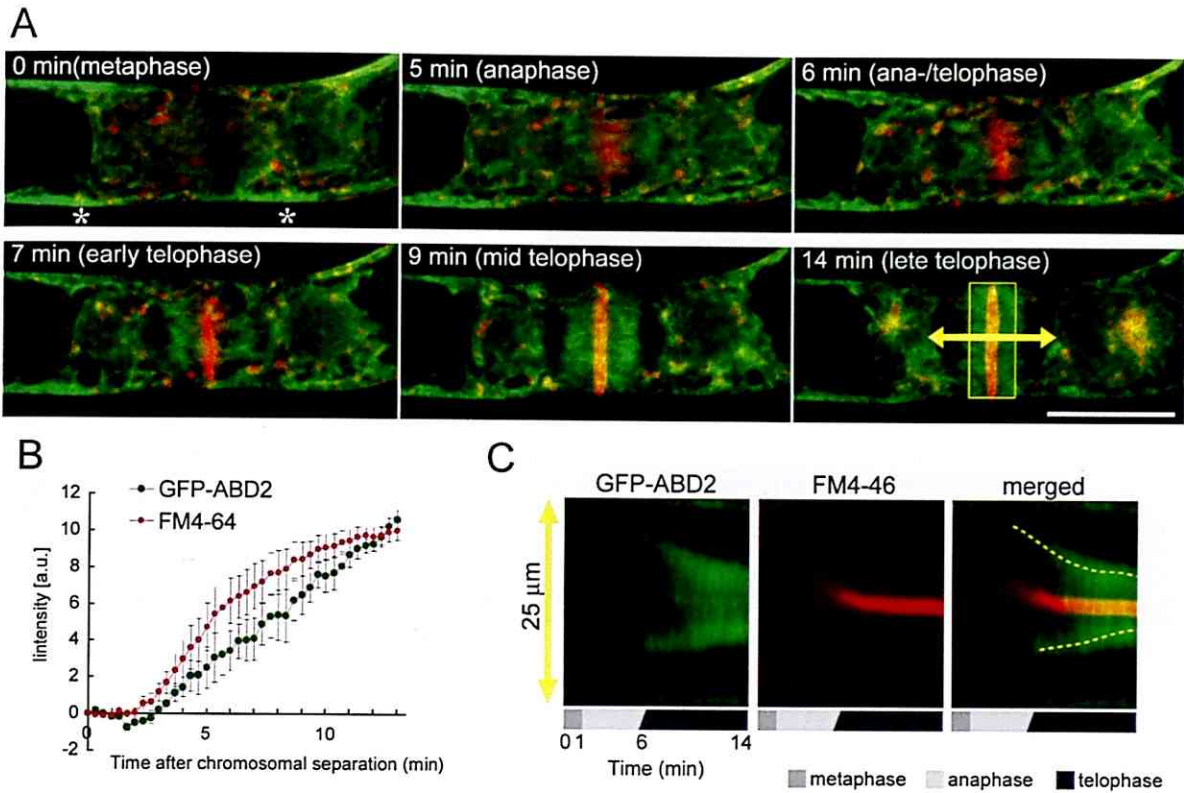 A
0 min(metaphase)
5 min (anaphase)
6 min (ana-/telophase)
*
*
7 min (early telophase)
9 min (mid telophase)
14 min (lete telophase)
B
GFP-ABD2
FM4-64
Iintensity [a.u.]
12
10
8
6
4
2
0
-2
0
5
10
Time after chromosomal separation (min)
C
GFP-ABD2
FM4-46
merged
25 µm
0 1
6
14
Time (min)
metaphase
anaphase
telophase